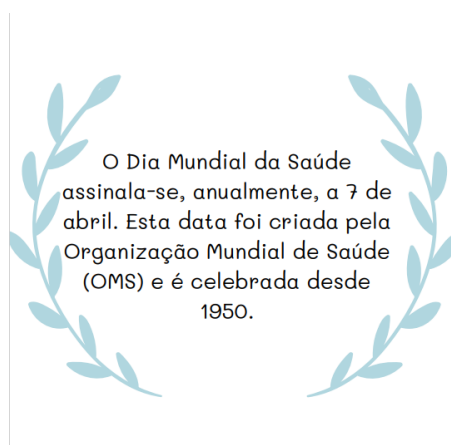 O Dia Mundial da Saúde
assinala-se, anualmente, a 7 de
abril. Esta data foi criada pela
Organização Mundial de Saúde
(OMS) e é celebrada desde
1950.